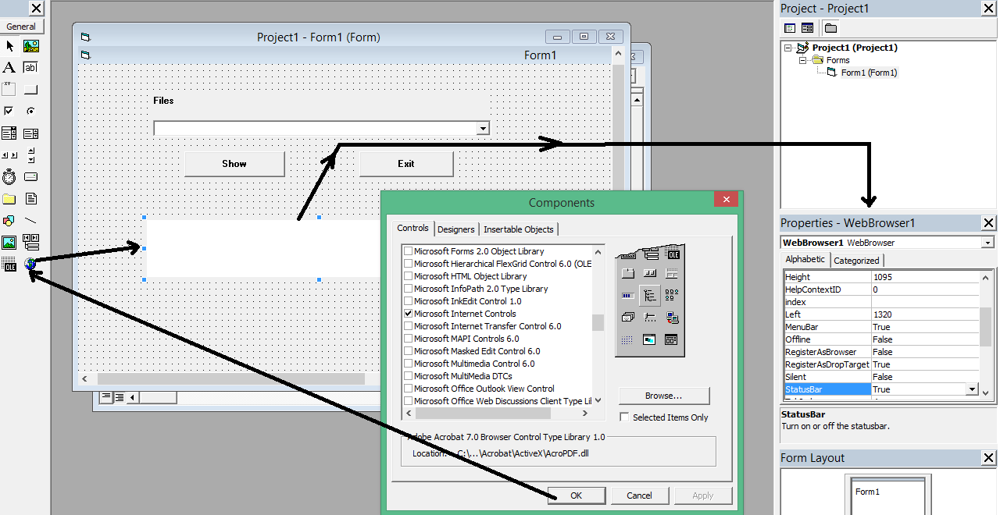 General
A
ab|
XY
OLE
Project1 - Form1 (Form)
Form1
Files
Show
Exit
Components
Controls
Designers
Insertable Objects
Microsoft Forms 2.0 Object Library
Microsoft Hierarchical FlexGrid Control 6.0 (OLE
Microsoft HTML Object Library
Microsoft InfoPath 2.0 Type Library
Microsoft InkEdit Control 1.0
Microsoft Internet Controls
Microsoft Internet Transfer Control 6.0
Microsoft MAPI Controls 6.0
Microsoft Masked Edit Control 6.0
Microsoft Multimedia Control 6.0
Microsoft MultiMedia DTCs
Microsoft Office Outlook View Control
Microsoft Office Web Discussions Client Type Li
OLE
Browse...
Selected Items Only
Adobe Acrobat 7.0 Browser Control Type Library 1.0
Location: C:\...\Acrobat\ActiveX\AcroPDF.dll
OK
Cancel
Apply
Project - Project1
Project1 (Project1)
Forms
Form1 (Form1)
Properties - WebBrowser1
WebBrowser1 WebBrowser
Alphabetic
Categorized
Height 1095
HelpContextID 0
index
Left 1320
MenuBar True
Offline False
RegisterAsBrowser False
RegisterAsDropTarget True
Silent False
StatusBar True
StatusBar
Turn on or off the statusbar.
Form Layout
Form1